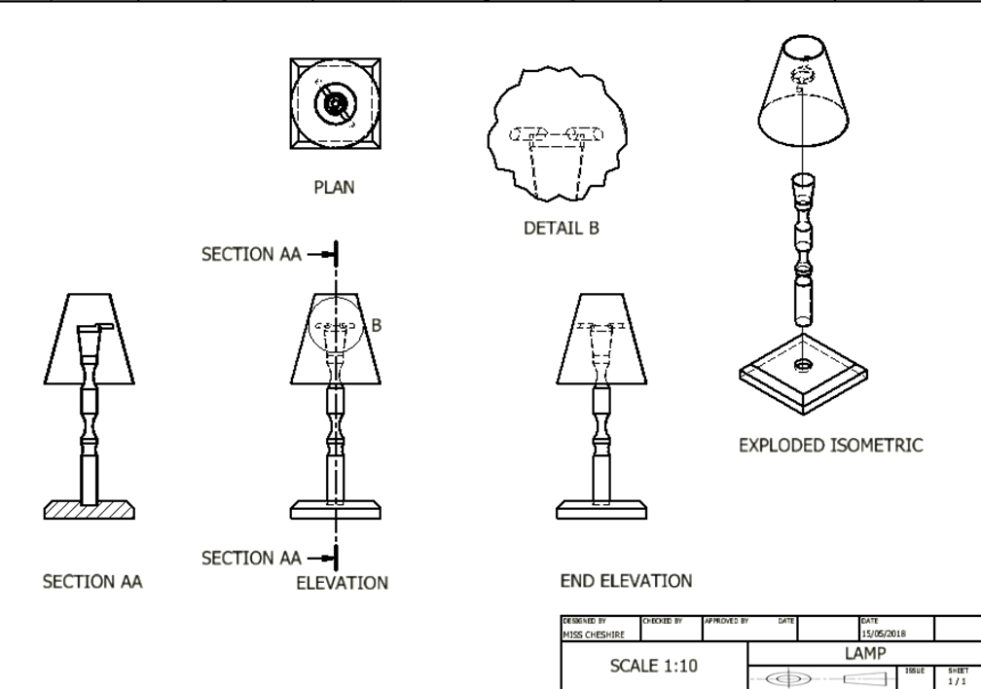 PLAN
DETAIL B
SECTION AA
B
EXPLODED ISOMETRIC
SECTION AA
SECTION AA
ELEVATION
END ELEVATION
DESIGNED BY
MISS CHESHIRE
CHECKED BY
APPROVED BY
DATE
DATE
15/05/2018
SCALE 1:10
LAMP
ISSUE
SHEET
1/1